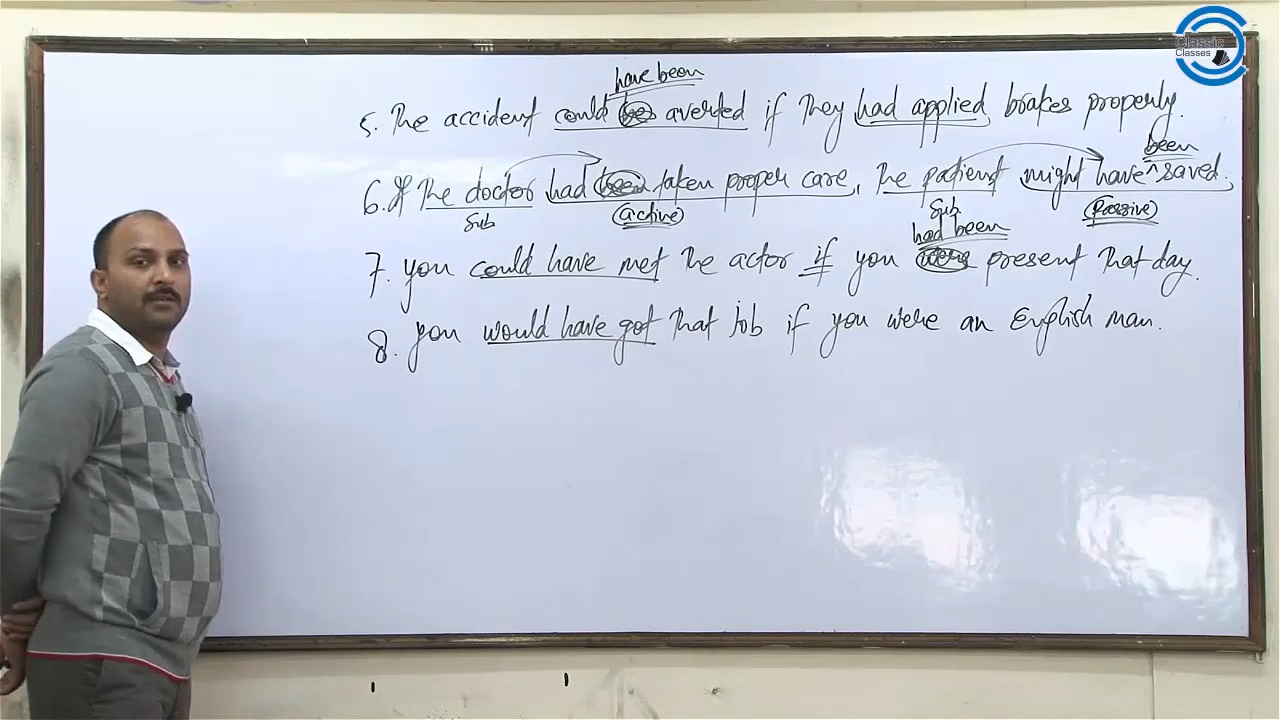 Classic
Classes
have been
5. The accident could be averted if they had applied brakes properly.
been
6. If the doctor had been taken proper care, the patient might have ^ saved.
Sub (active) Sub (Passive)
had been
7. you could have met the actor if you were present that day.
8. you would have got that job if you were an English man.